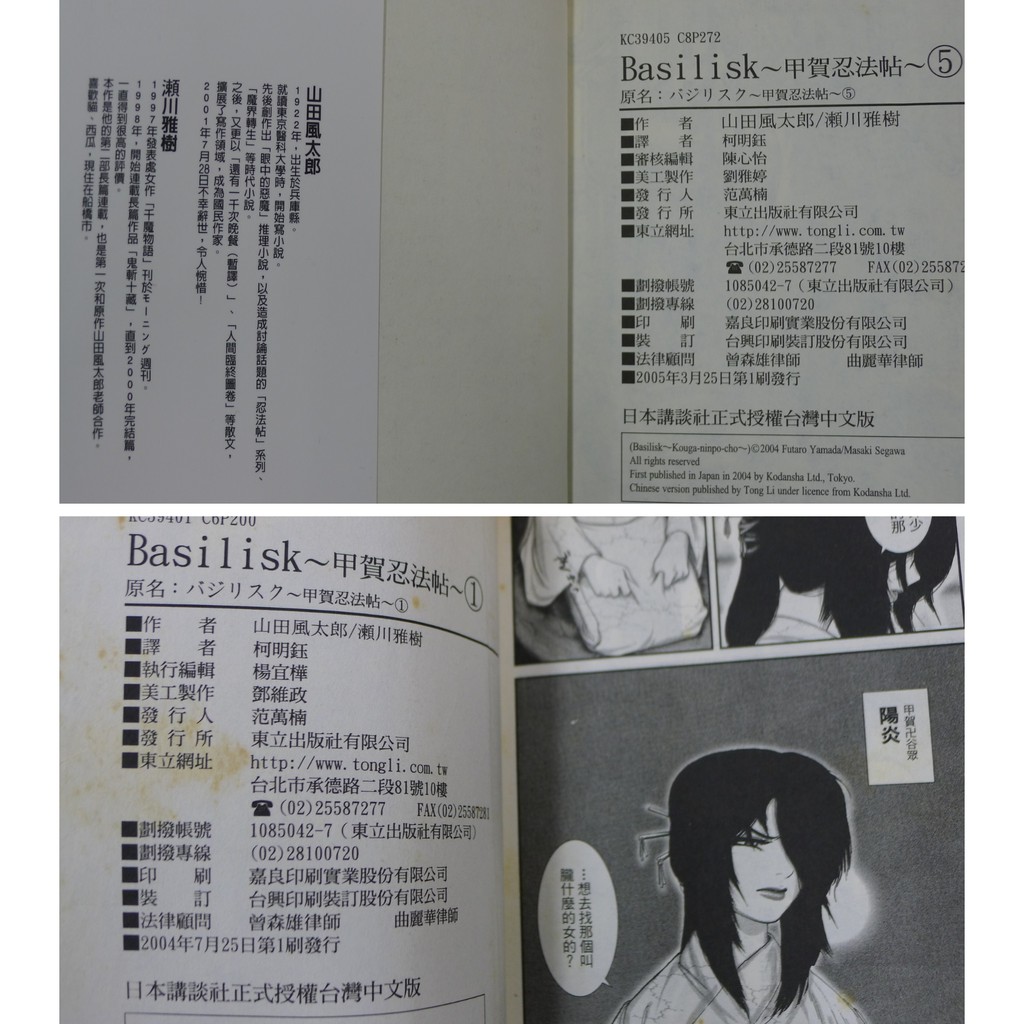 山田風太郎
1922年,出生於兵庫縣。
就讀東京醫科大學時,開始寫小說。
先後創作出「眼中的惡魔」推理小說,以及造成討論話題的「忍法帖」系列、
「魔界轉生」等時代小說。
之後,又更以「還有一千次晚餐(暫譯)」、「人間臨終圖卷」等散文,
擴展了寫作領域,成為國民作家。
2001年7月28日不幸辭世,令人惋惜!
瀨川雅樹
1997年發表處女作「千魔物語」刊於モーニング週刊。
1998年,開始連載長篇作品「鬼斬十藏」,直到2000年完結篇,
一直得到很高的評價。
本作是他的第二部長篇連載,也是第一次和原作山田風太郎老師合作。
喜歡貓、西瓜,現住在船橋市。
KC39405 C8P272
Basilisk～甲賀忍法帖～⑤
原名：バジリスク～甲賀忍法帖～⑤
■作 者 山田風太郎/瀨川雅樹
■譯 者 柯明鈺
■審核編輯 陳心怡
■美工製作 劉雅婷
■發 行 人 范萬楠
■發 行 所 東立出版社有限公司
■東立網址 http://www.tongli.com.tw
台北市承德路二段81號10樓
☎(02)25587277 FAX(02)255872
■劃撥帳號 1085042-7（東立出版社有限公司）
■劃撥專線 (02)28100720
■印 刷 嘉良印刷實業股份有限公司
■裝 訂 台興印刷裝訂股份有限公司
■法律顧問 曾森雄律師 曲麗華律師
■2005年3月25日第1刷發行
日本講談社正式授權台灣中文版
(Basilisk～Kouga-ninpo-cho～)©2004 Futaro Yamada/Masaki Segawa
All rights reserved
First published in Japan in 2004 by Kodansha Ltd., Tokyo.
Chinese version published by Tong Li under licence from Kodansha Ltd.
KC39401 C6P200
Basilisk～甲賀忍法帖～①
原名：バジリスク～甲賀忍法帖～①
■作 者 山田風太郎/瀨川雅樹
■譯 者 柯明鈺
■執行編輯 楊宜樺
■美工製作 鄧維政
■發 行 人 范萬楠
■發 行 所 東立出版社有限公司
■東立網址 http://www.tongli.com.tw
台北市承德路二段81號10樓
☎(02)25587277 FAX(02)25587281
■劃撥帳號 1085042-7（東立出版社有限公司）
■劃撥專線 (02)28100720
■印 刷 嘉良印刷實業股份有限公司
■裝 訂 台興印刷裝訂股份有限公司
■法律顧問 曾森雄律師 曲麗華律師
■2004年7月25日第1刷發行
日本講談社正式授權台灣中文版
少
的那
甲賀卍谷眾
陽炎
…想去找那個叫
朧什麼的女的?